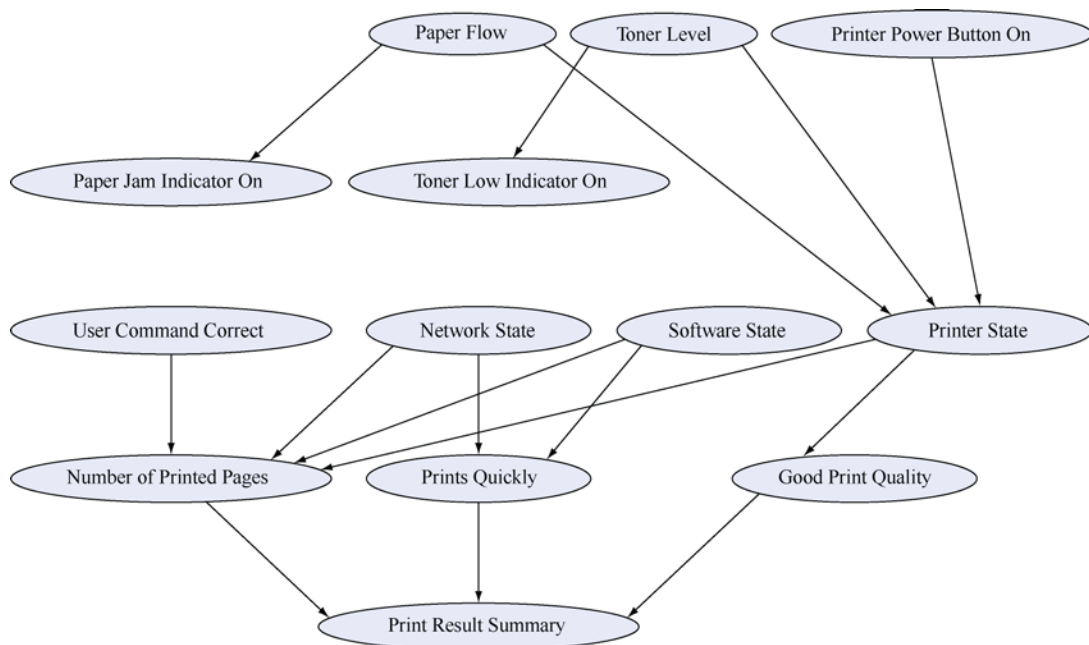 Paper Flow
Toner Level
Printer Power Button On
Paper Jam Indicator On
Toner Low Indicator On
User Command Correct
Network State
Software State
Printer State
Number of Printed Pages
Prints Quickly
Good Print Quality
Print Result Summary